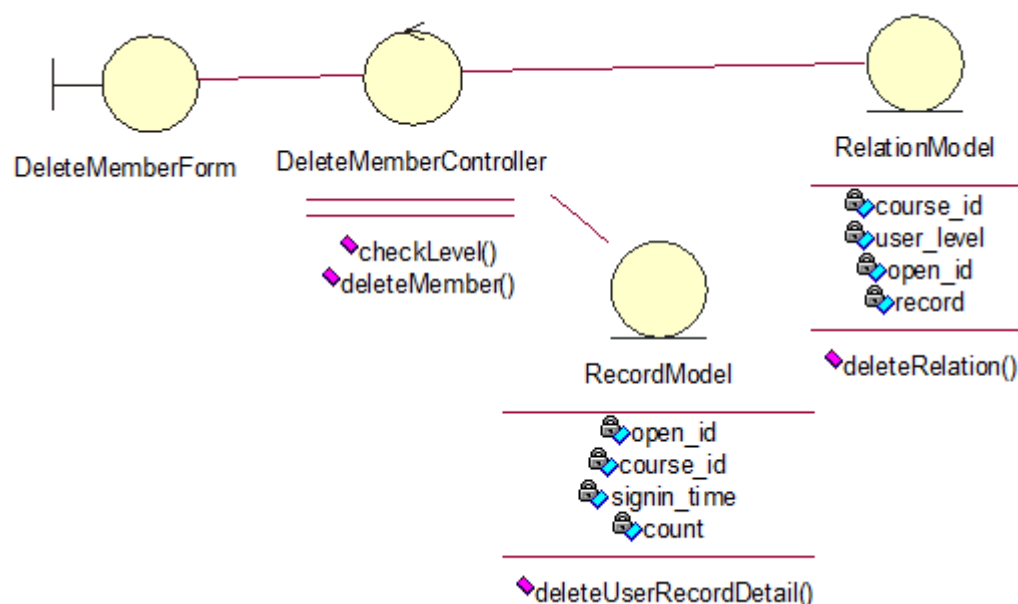 DeleteMemberForm
DeleteMemberController
checkLevel()
deleteMember()
RelationModel
course_id
user_level
open_id
record
deleteRelation()
RecordModel
open_id
course_id
signin_time
count
deleteUserRecordDetail()